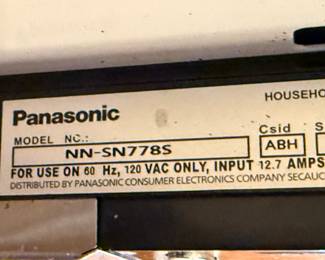 HOUSEHO
Panasonic
MODEL NO.: Csid S
NN-SN778S ABH
FOR USE ON 60 Hz, 120 VAC ONLY, INPUT 12.7 AMPS
DISTRIBUTED BY PANASONIC CONSUMER ELECTRONICS COMPANY SECAUC